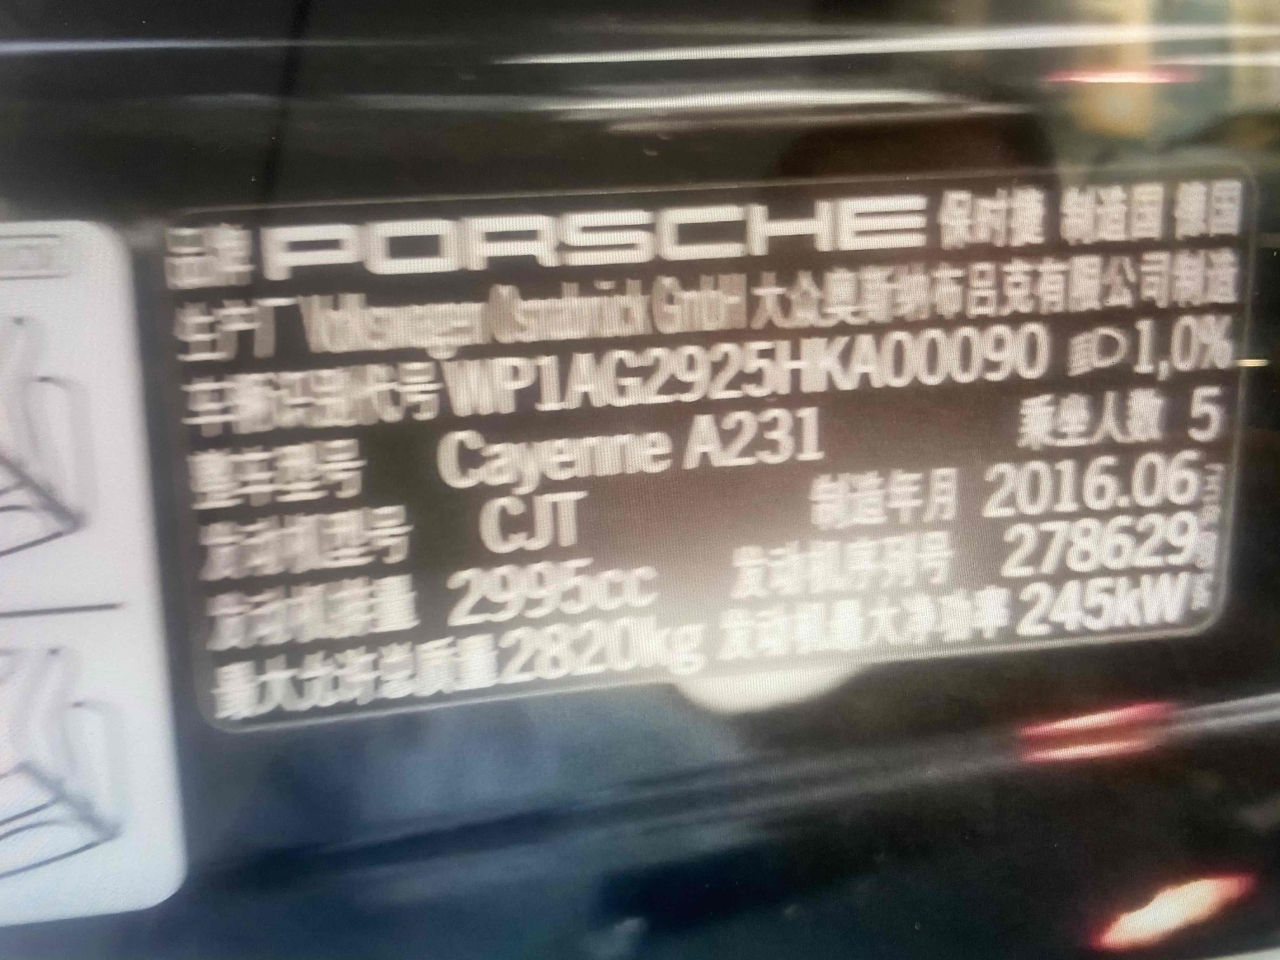 品牌 PORSCHE 保时捷 制造国 德国
生产厂 Volkswagen Osnabrück GmbH 大众奥斯纳布吕克有限公司制造
车辆识别代号 WP1AG2925HKA00090 1,0%
整车型号 Cayenne A231 乘坐人数 5
发动机型号 CJT 制造年月 2016.06
发动机排量 2995cc 发动机序列号 278629
最大允许总质量 2820kg 发动机最大净功率 245kW